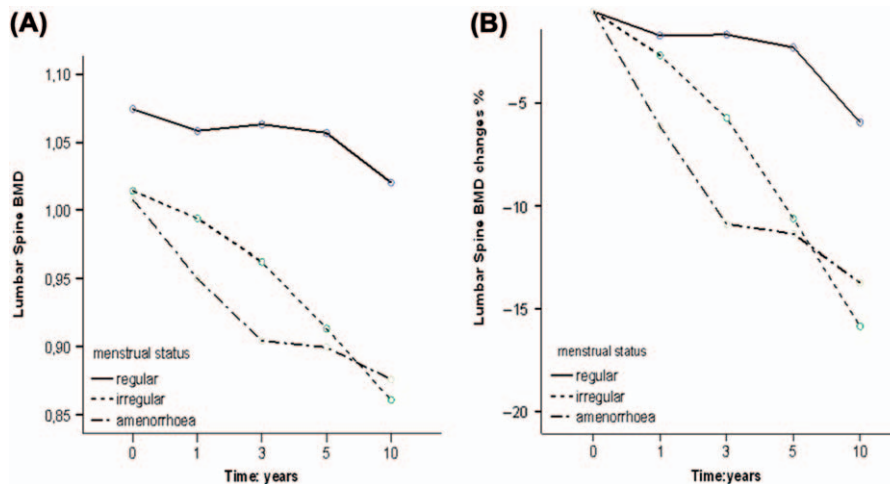 (A)
Lumbar Spine BMD
1,10
1,05
1,00
0,95
0,90
0,85
menstrual status
regular
irregular
amenorrhoea
0 1 3 5 10
Time: years
(B)
Lumbar Spine BMD changes %
−5
−10
−15
−20
menstrual status
regular
irregular
amenorrhoea
0 1 3 5 10
Time:years